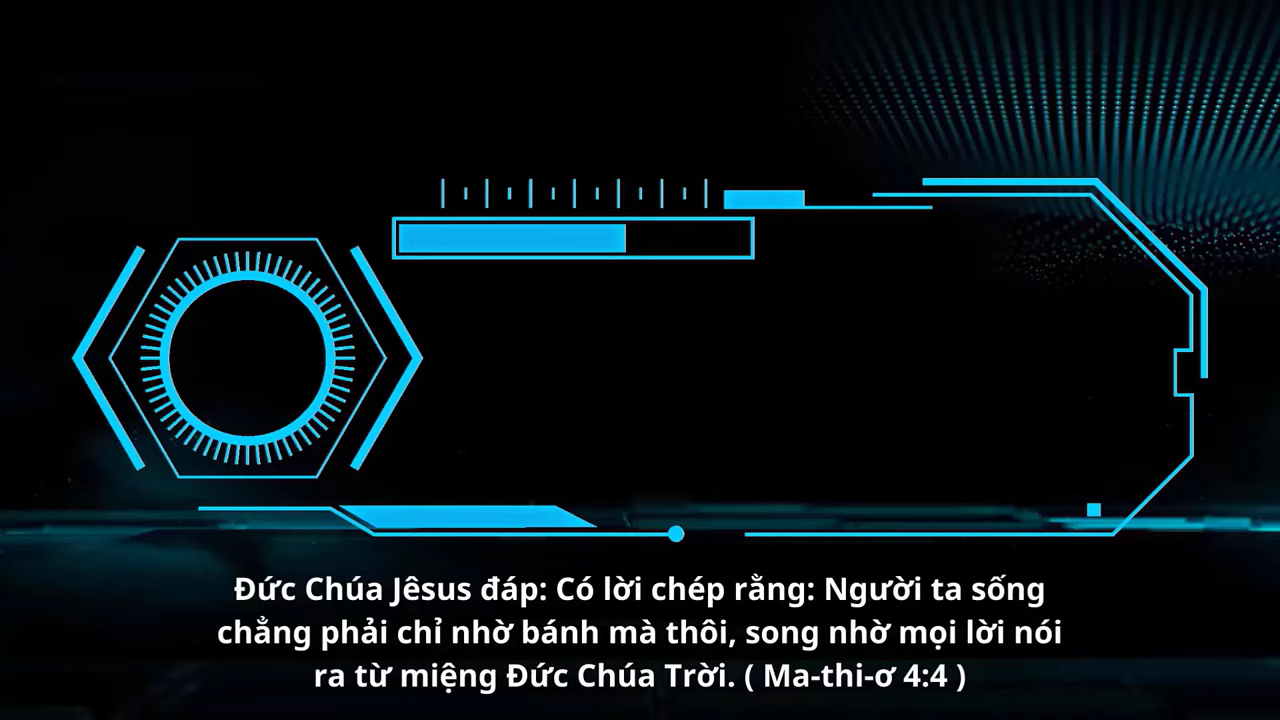 Đức Chúa Jêsus đáp: Có lời chép rằng: Người ta sống
chẳng phải chỉ nhờ bánh mà thôi, song nhờ mọi lời nói
ra từ miệng Đức Chúa Trời. ( Ma-thi-ơ 4:4 )